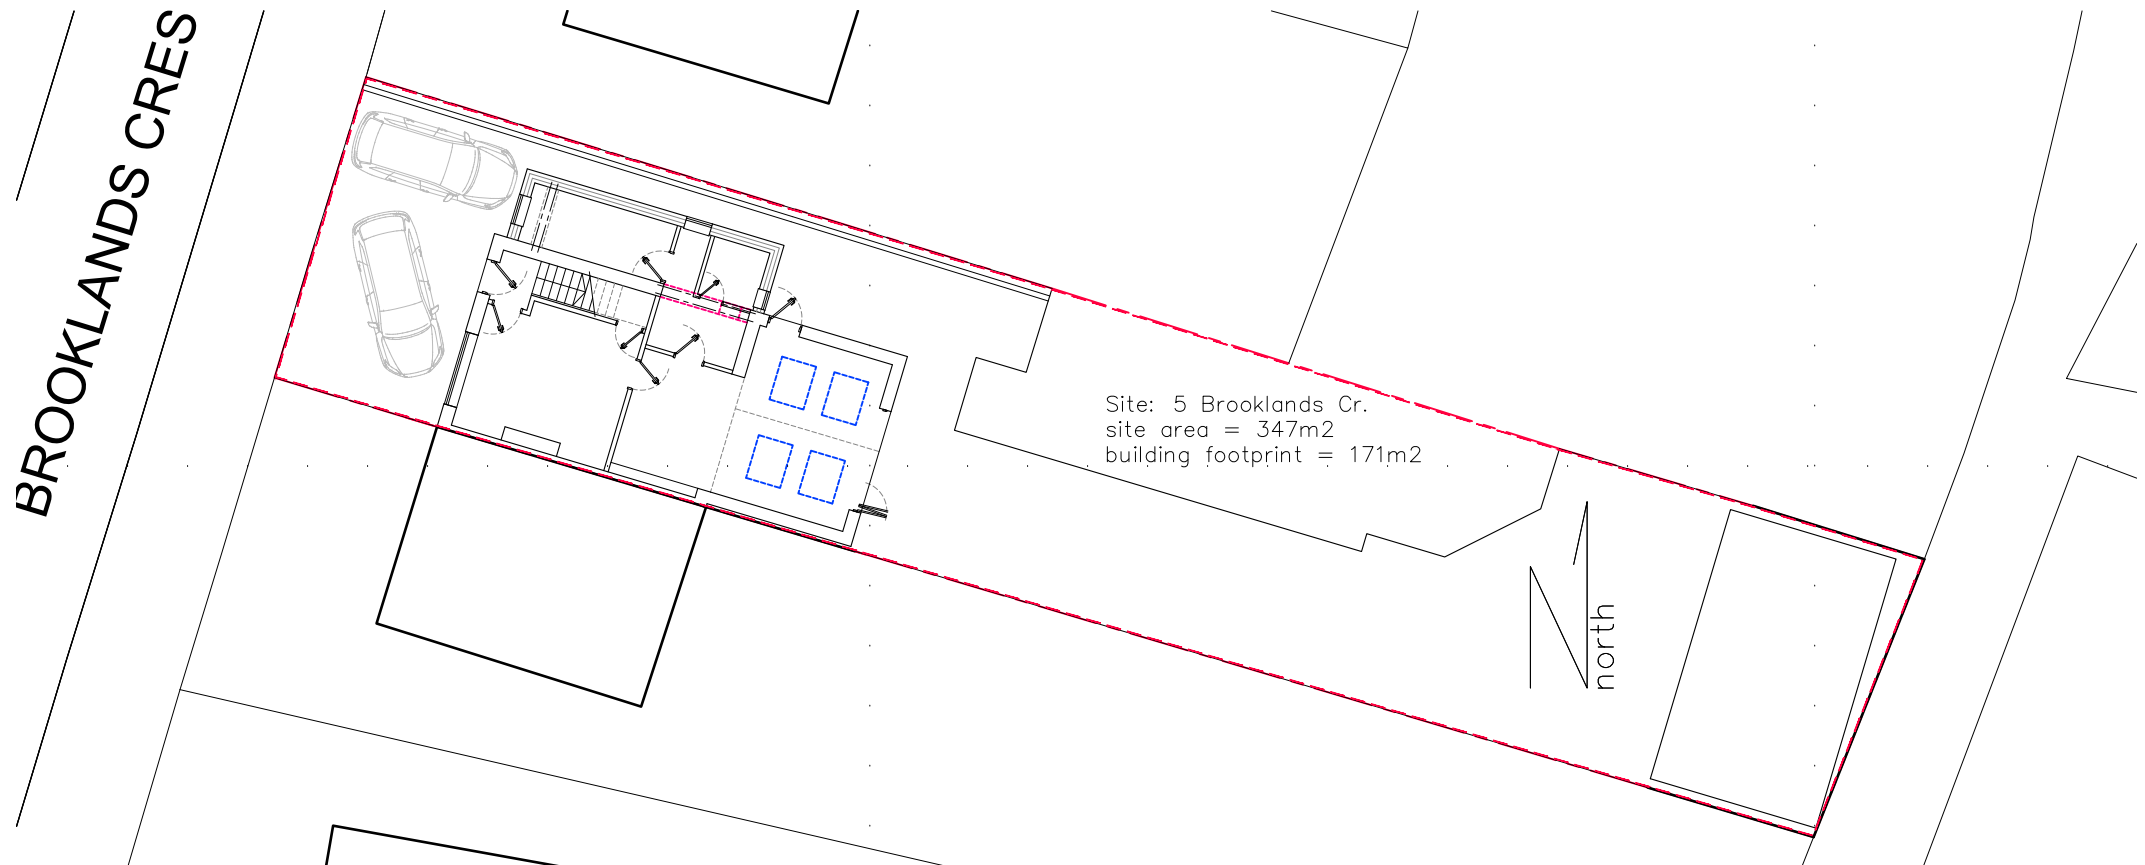 BROOKLANDS CRES
Site: 5 Brooklands Cr.
site area = 347m2
building footprint = 171m2
north